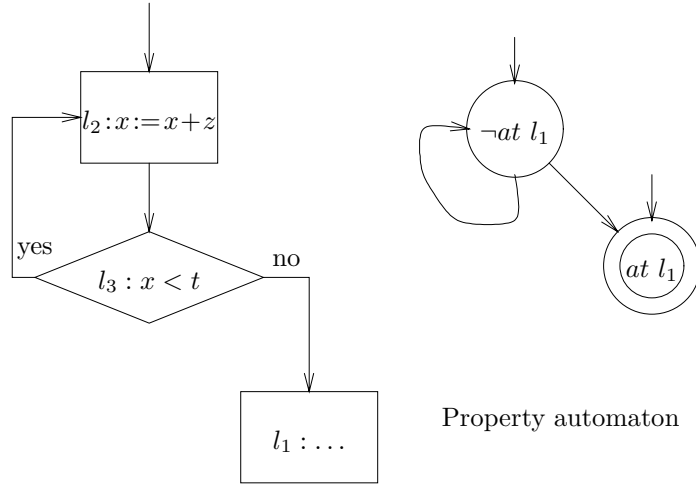 l₂:x:=x+z
yes
l₃ : x < t
no
l₁ : …
¬at l₁
at l₁
Property automaton